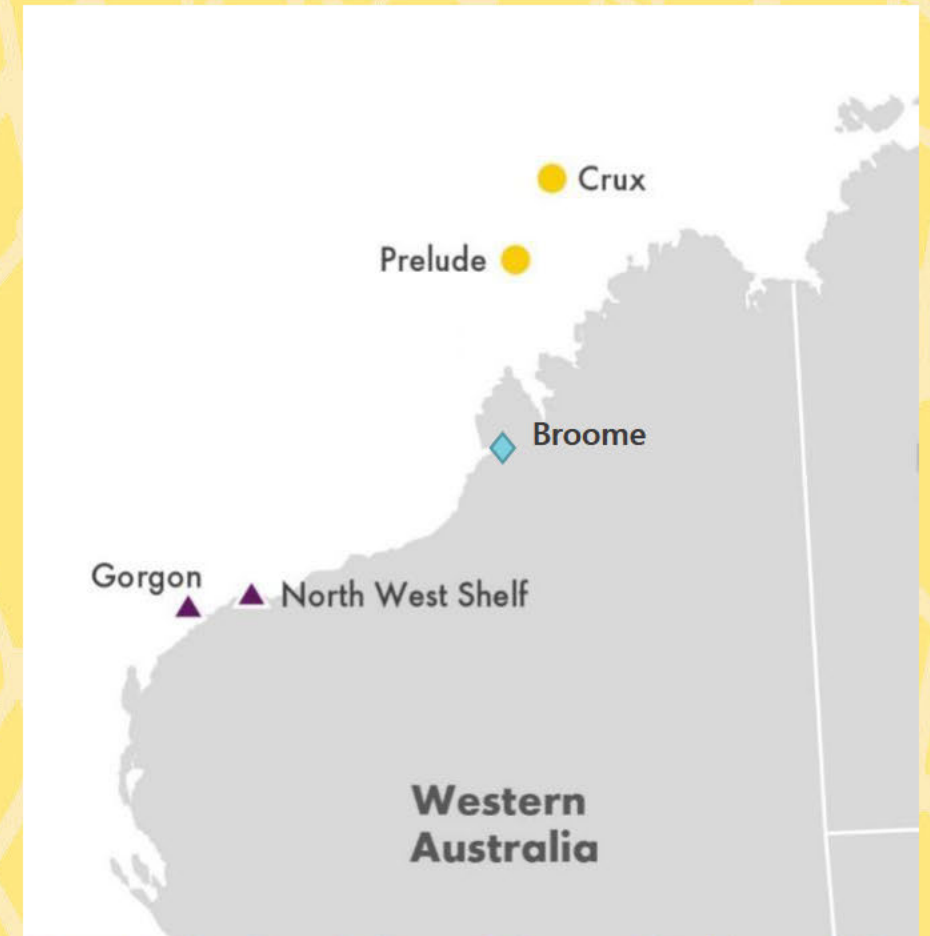 Crux
Prelude
Broome
Gorgon
North West Shelf
Western
Australia